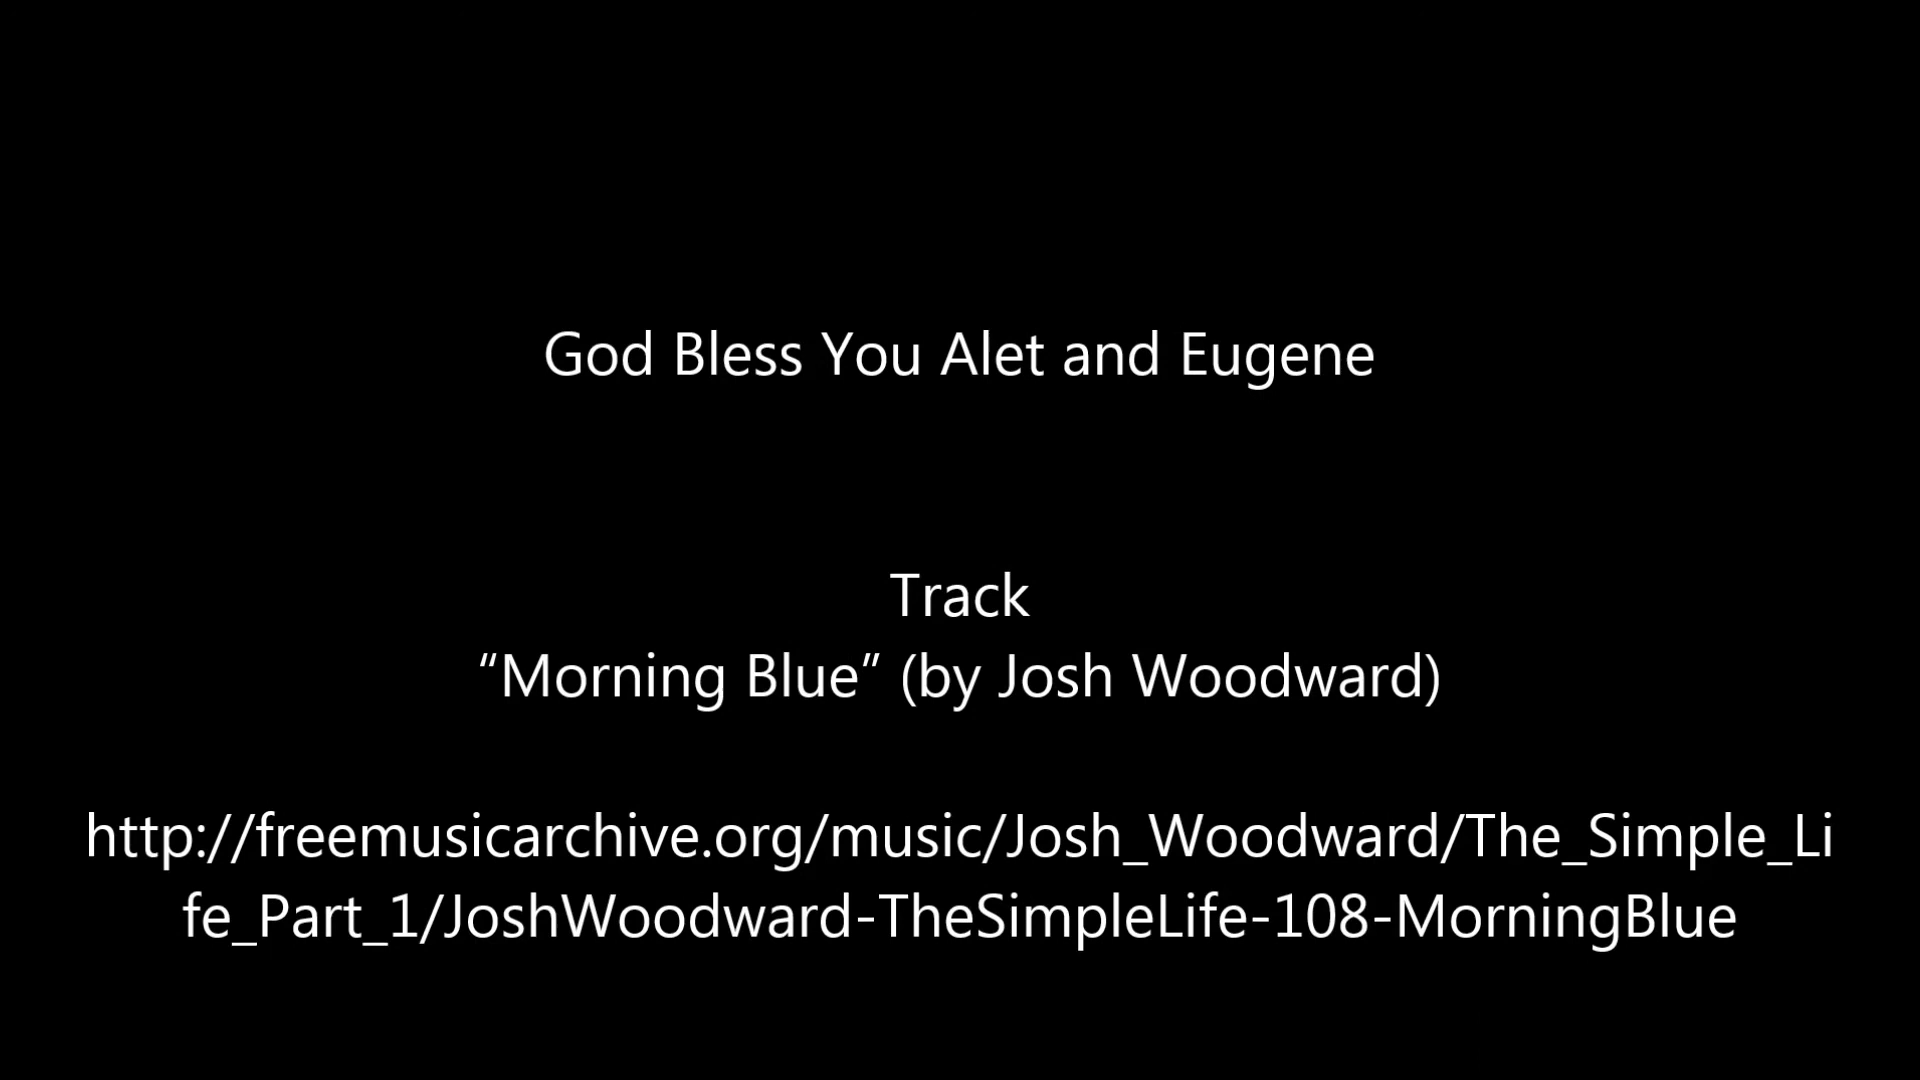 God Bless You Alet and Eugene
Track
“Morning Blue” (by Josh Woodward)
http://freemusicarchive.org/music/Josh_Woodward/The_Simple_Li
fe_Part_1/JoshWoodward-TheSimpleLife-108-MorningBlue